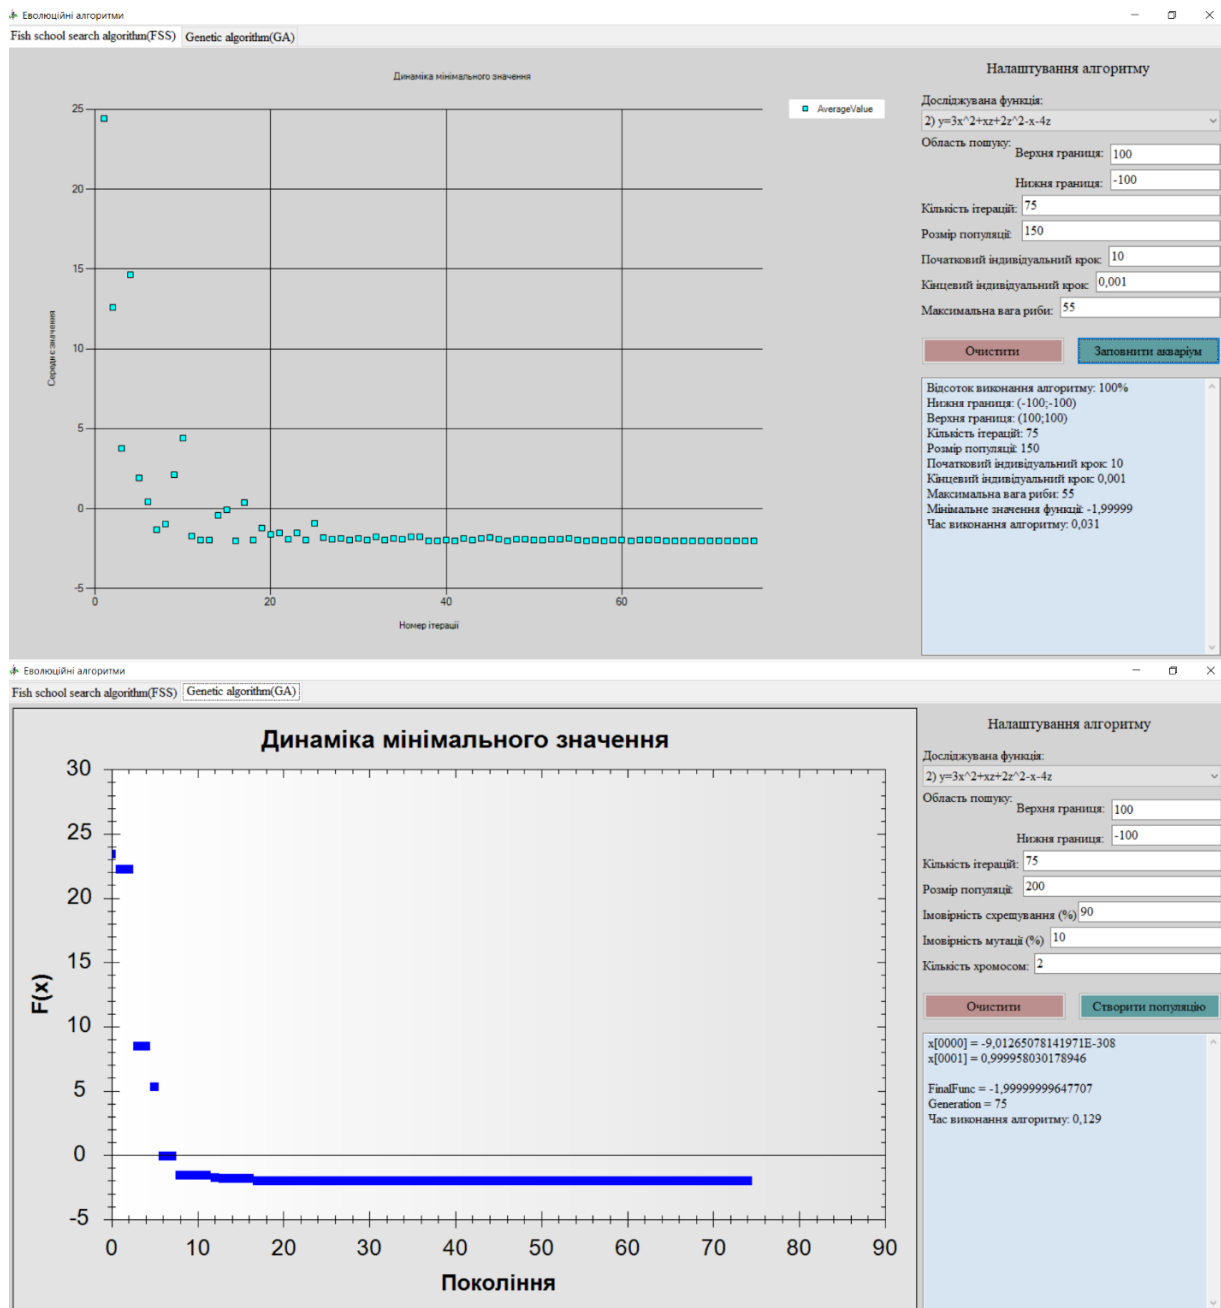 Еволюційні алгоритми
Fish school search algorithm(FSS) Genetic algorithm(GA)
Динаміка мінімального значення
AverageValue
25
20
15
10
5
0
-5
0 20 40 60
Середнє значення
Номер ітерації
Налаштування алгоритму
Досліджувана функція:
2) y=3x^2+xz+2z^2-x-4z
Область пошуку:
Верхня границя: 100
Нижня границя: -100
Кількість ітерацій: 75
Розмір популяції: 150
Початковий індивідуальний крок: 10
Кінцевий індивідуальний крок: 0,001
Максимальна вага риби: 55
Очистити Заповнити акваріум
Відсоток виконання алгоритму: 100%
Нижня границя: (-100;-100)
Верхня границя: (100;100)
Кількість ітерацій: 75
Розмір популяції: 150
Початковий індивідуальний крок: 10
Кінцевий індивідуальний крок: 0,001
Максимальна вага риби: 55
Мінімальне значення функції: -1,99999
Час виконання алгоритму: 0,031
Еволюційні алгоритми
Fish school search algorithm(FSS) Genetic algorithm(GA)
Динаміка мінімального значення
30
25
20
15
10
5
0
-5
0 10 20 30 40 50 60 70 80 90
F(x)
Покоління
Налаштування алгоритму
Досліджувана функція:
2) y=3x^2+xz+2z^2-x-4z
Область пошуку:
Верхня границя: 100
Нижня границя: -100
Кількість ітерацій: 75
Розмір популяції: 200
Імовірність схрещування (%) 90
Імовірність мутації (%) 10
Кількість хромосом: 2
Очистити Створити популяцію
x[0000] = -9,01265078141971E-308
x[0001] = 0,999958030178946
FinalFunc = -1,99999999647707
Generation = 75
Час виконання алгоритму: 0,129